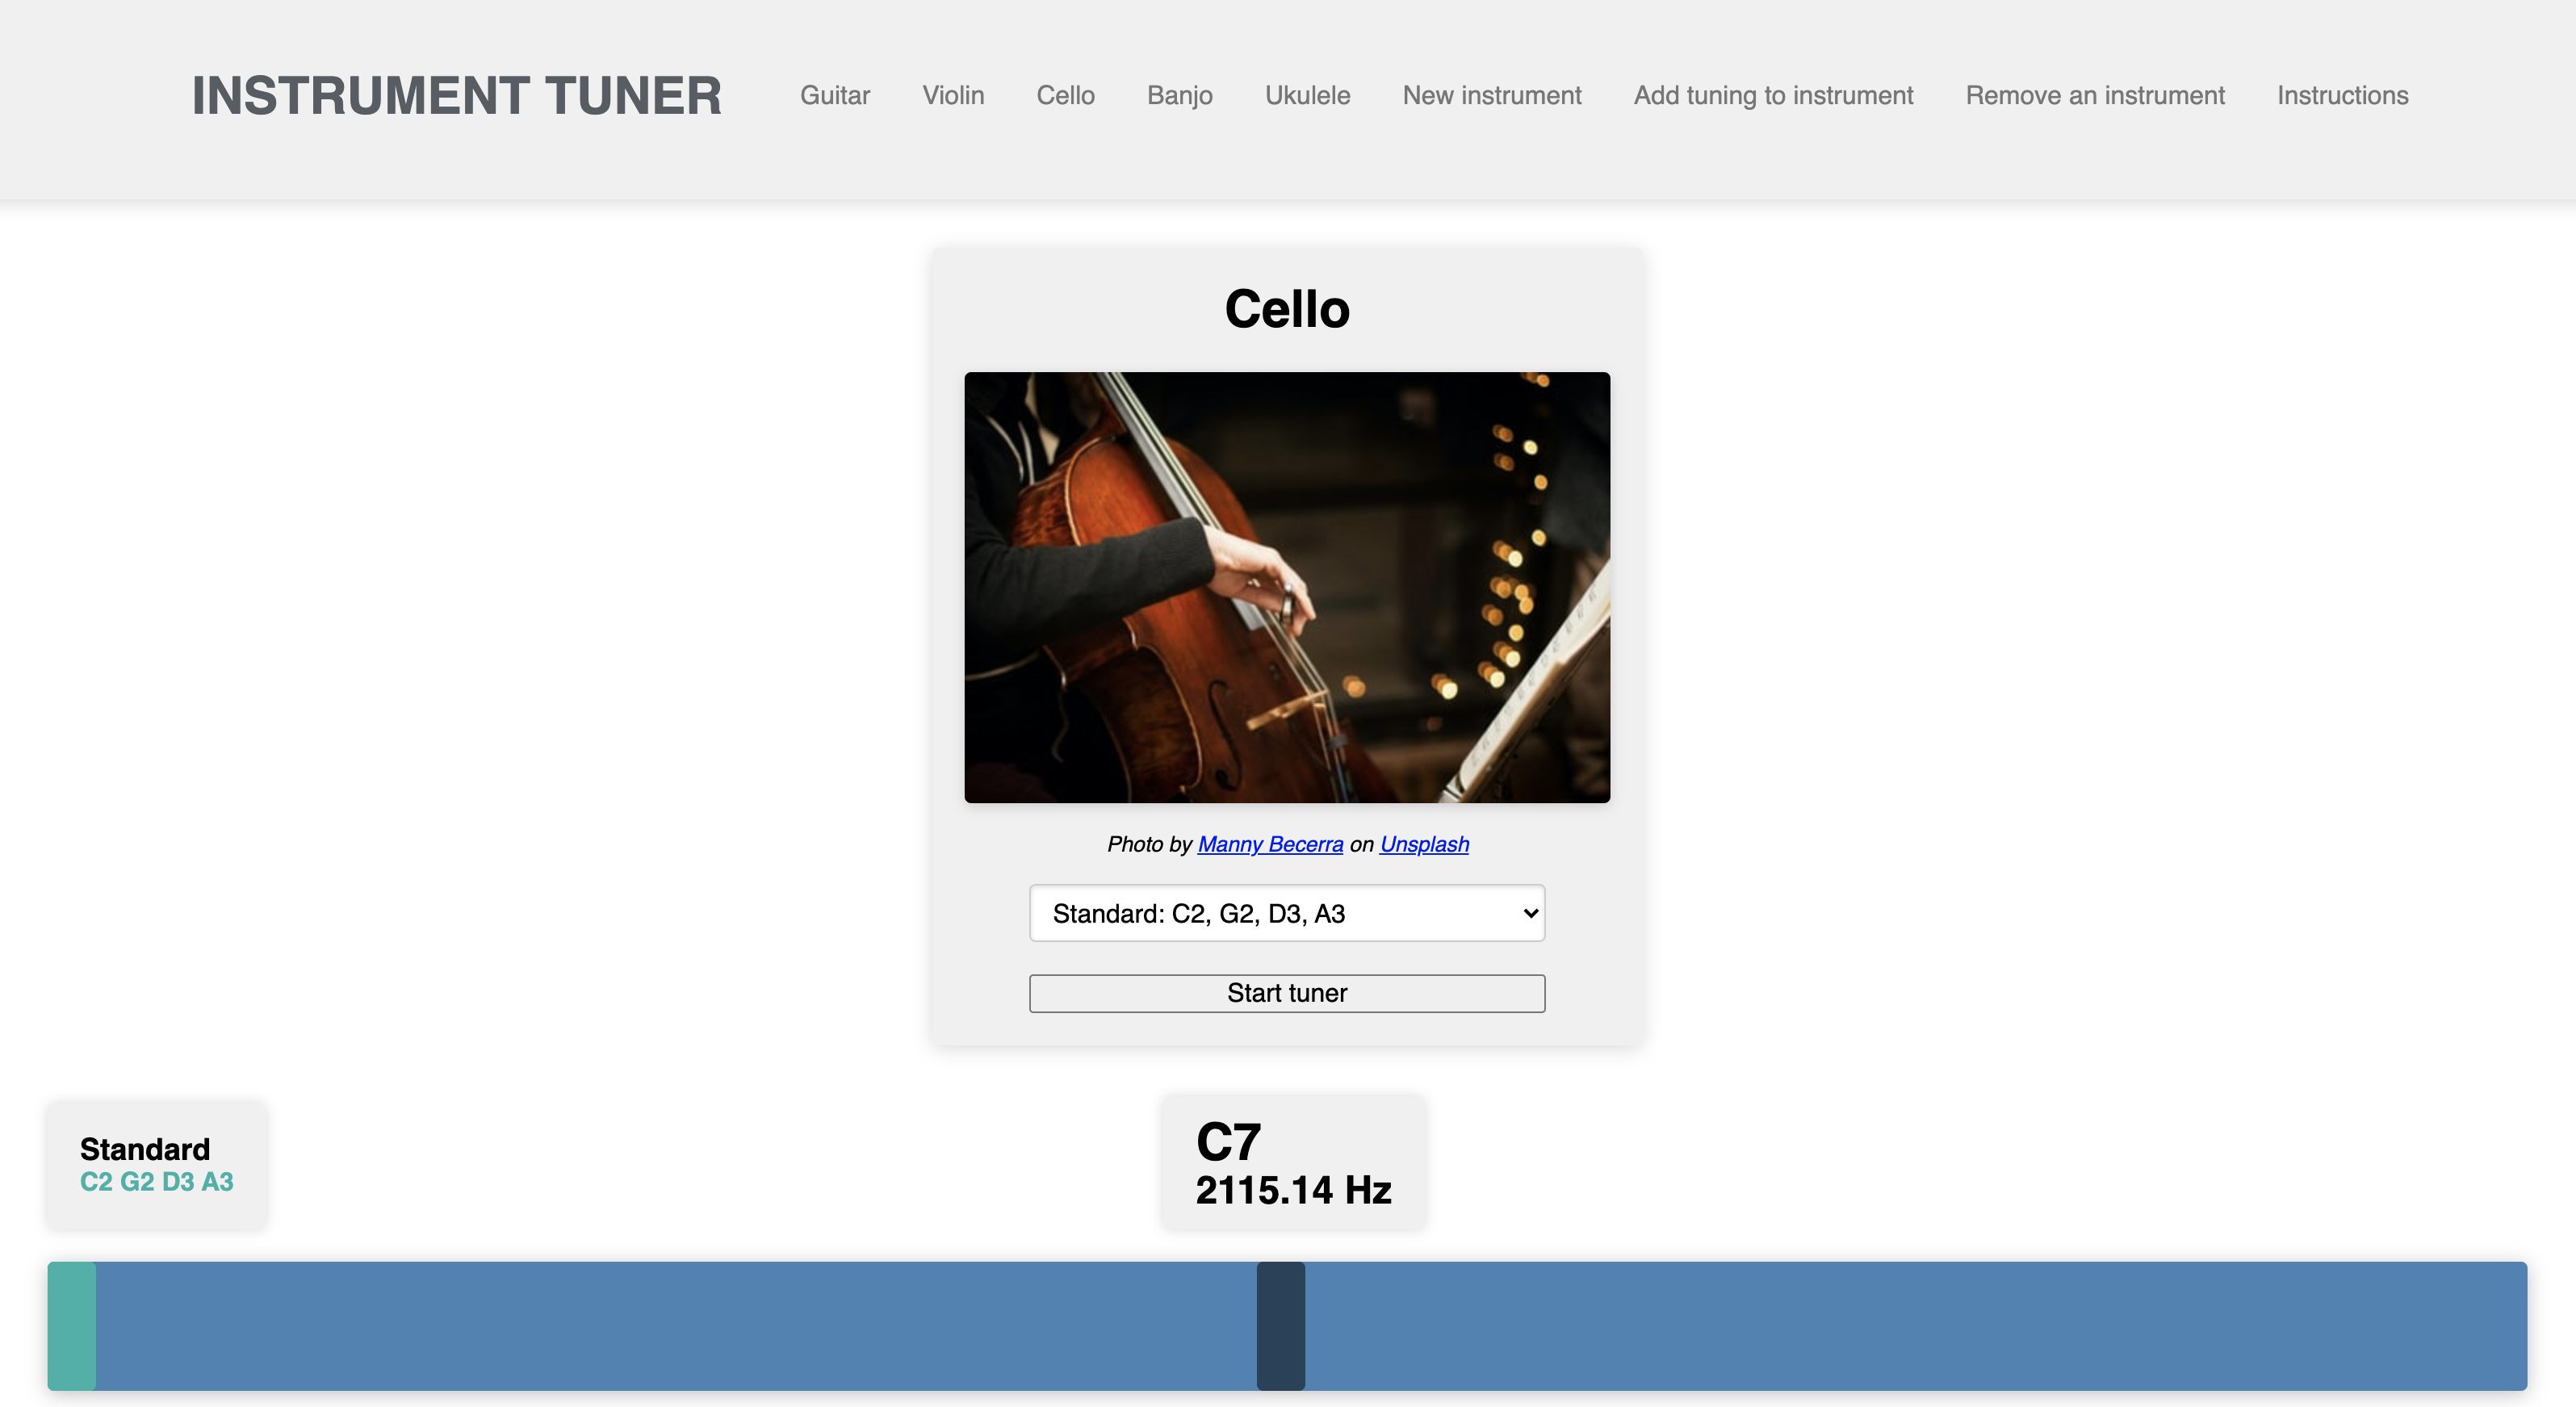 INSTRUMENT TUNER
Guitar Violin Cello Banjo Ukulele New instrument Add tuning to instrument Remove an instrument Instructions
Cello
Photo by Manny Becerra on Unsplash
Standard: C2, G2, D3, A3
Start tuner
Standard
C2 G2 D3 A3
C7
2115.14 Hz